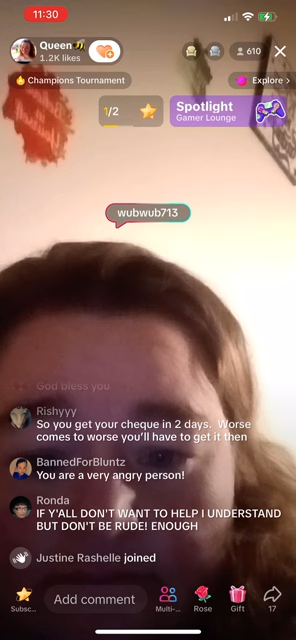 11:30
Queen🐝
1.2K likes
610
Champions Tournament
Explore >
1/2
Spotlight
Gamer Lounge
wubwub713
God bless you
Rishyyy
So you get your cheque in 2 days.  Worse
comes to worse you'll have to get it then
BannedForBluntz
You are a very angry person!
Ronda
IF Y'ALL DON'T WANT TO HELP I UNDERSTAND
BUT DON'T BE RUDE! ENOUGH
Justine Rashelle joined
Add comment
Subsc...
Multi-...
Rose
Gift
17